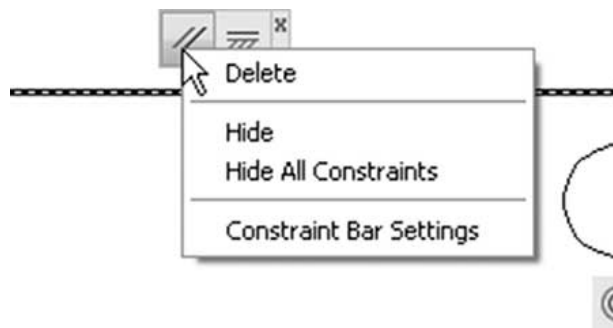 Delete
Hide
Hide All Constraints
Constraint Bar Settings